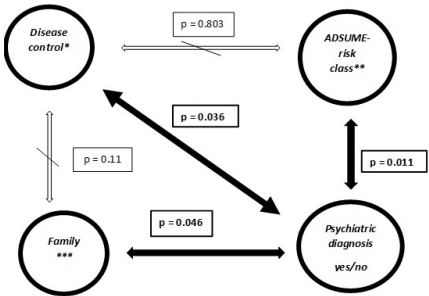 Disease
control*
p = 0.803
ADSUME-
risk
class**
p = 0.036
p = 0.11
p = 0.011
Family
***
p = 0.046
Psychiatric
diagnosis
yes/no